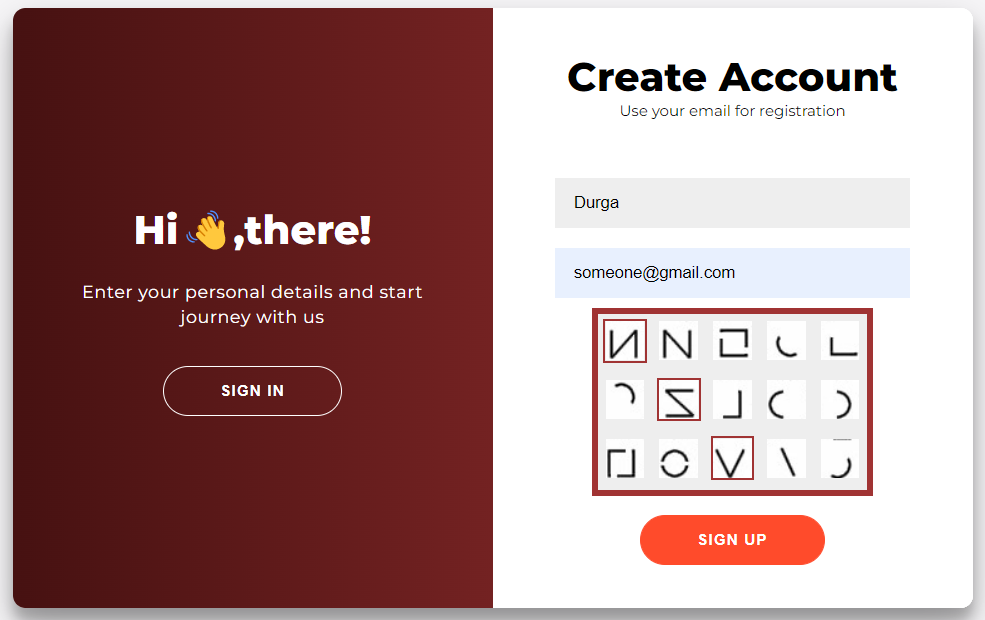 Create Account
Use your email for registration
Durga
someone@gmail.com
Hi 👋,there!
Enter your personal details and start
journey with us
SIGN IN
SIGN UP